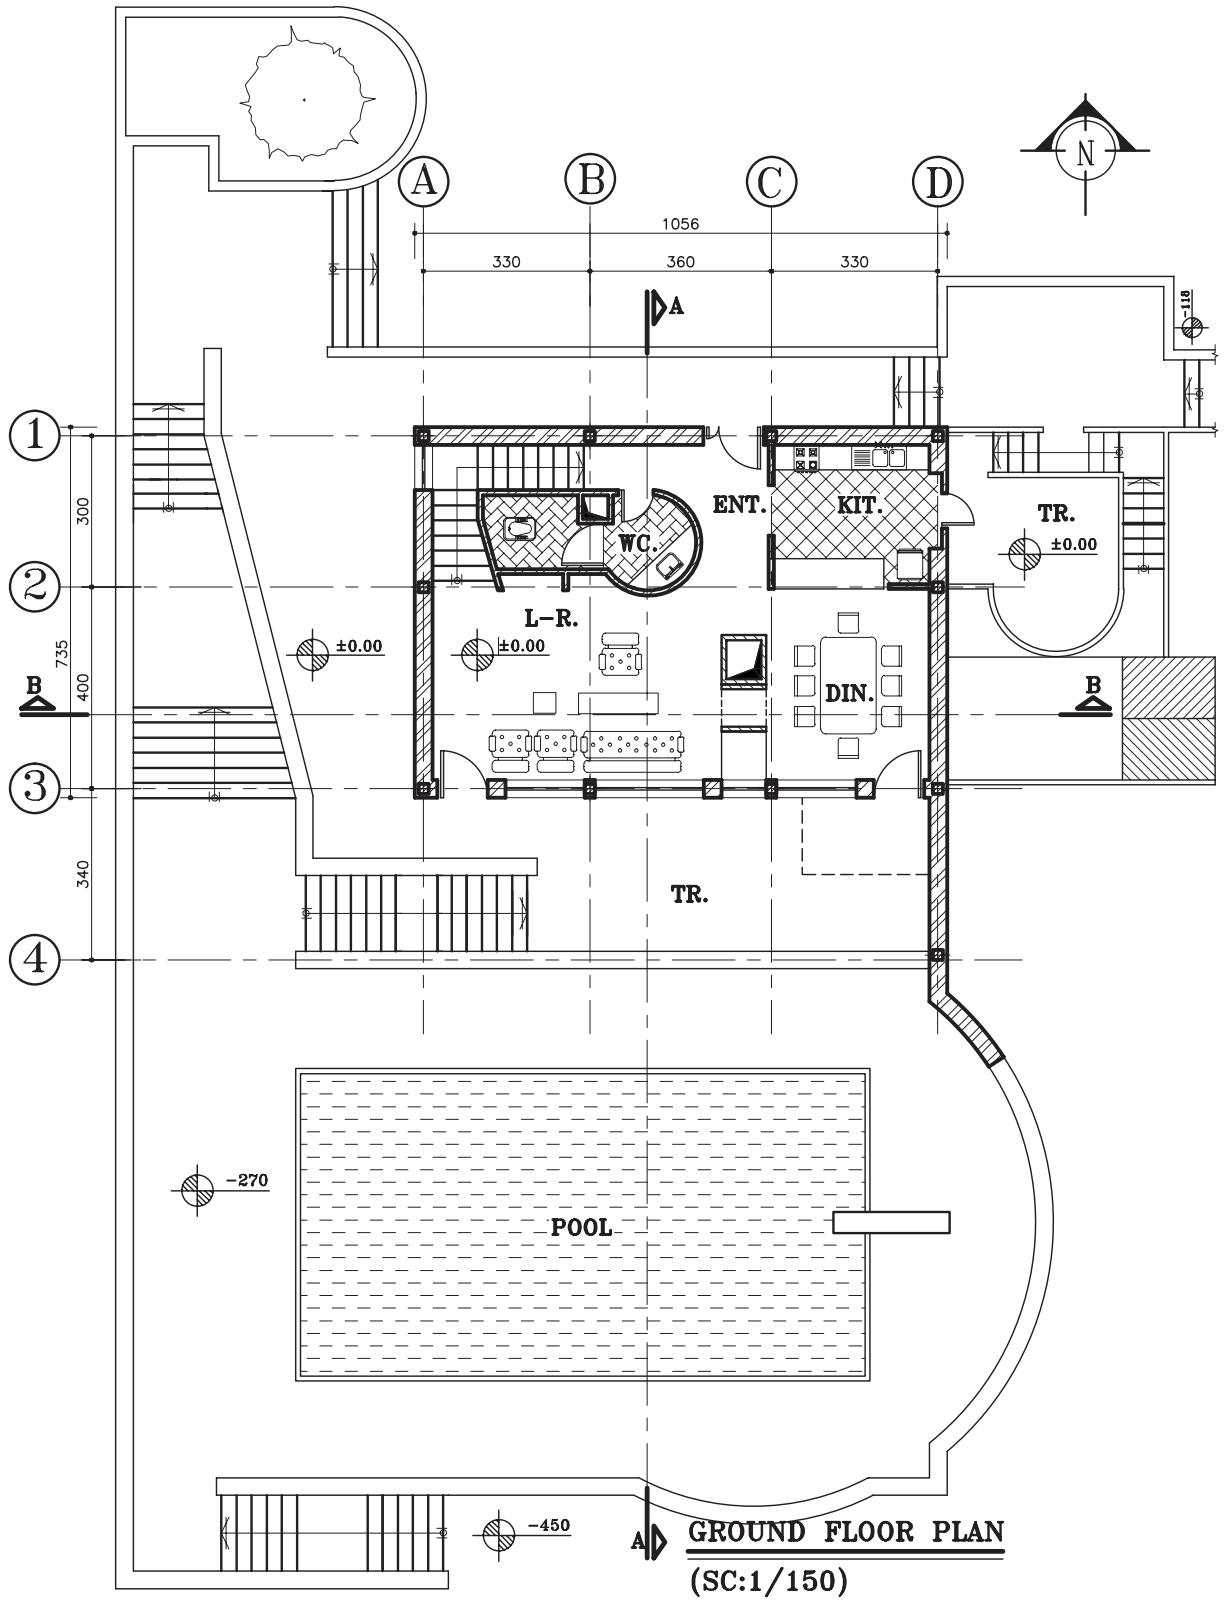 N
A
B
C
D
1056
330
360
330
A
-118
1
300
ENT.
KIT.
TR.
±0.00
WC.
2
L-R.
±0.00
±0.00
735
400
B
DIN.
B
3
340
TR.
4
-270
POOL
-450
A
GROUND FLOOR PLAN
(SC:1/150)